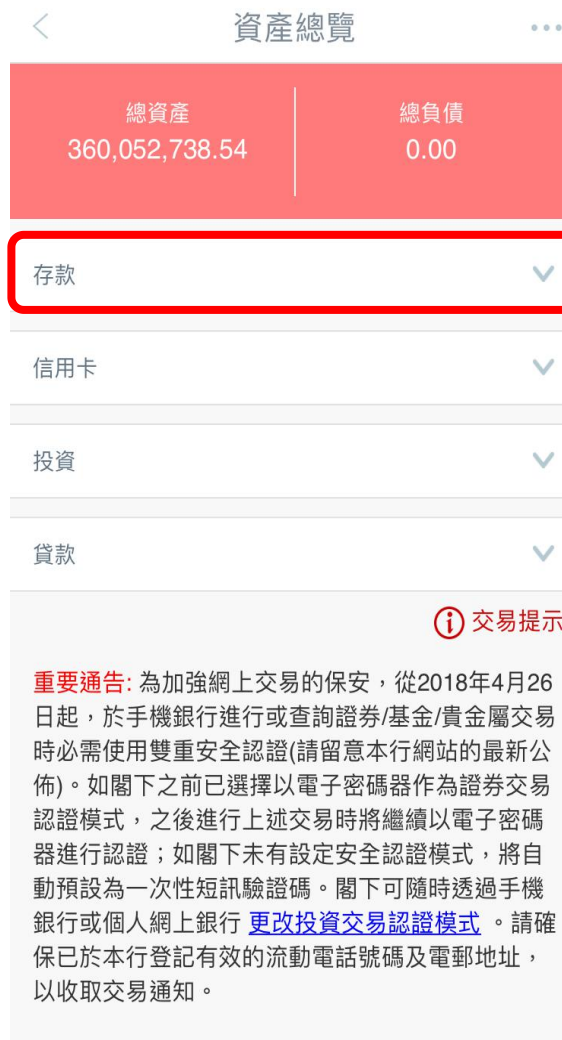 資產總覽
總資產
總負債
360,052,738.54
0.00
存款
信用卡
投資
貸款
交易提示
重要通告: 為加強網上交易的保安，從2018年4月26
日起，於手機銀行進行或查詢證券/基金/貴金屬交易
時必需使用雙重安全認證(請留意本行網站的最新公
佈)。如閣下之前已選擇以電子密碼器作為證券交易
認證模式，之後進行上述交易時將繼續以電子密碼
器進行認證；如閣下未有設定安全認證模式，將自
動預設為一次性短訊驗證碼。閣下可隨時透過手機
銀行或個人網上銀行 更改投資交易認證模式 。請確
保已於本行登記有效的流動電話號碼及電郵地址，
以收取交易通知。